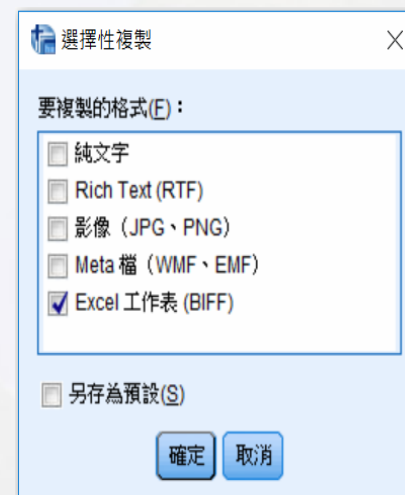 選擇性複製
要複製的格式(F)：
純文字
Rich Text (RTF)
影像（JPG、PNG）
Meta 檔（WMF、EMF）
Excel 工作表 (BIFF)
另存為預設(S)
確定 取消